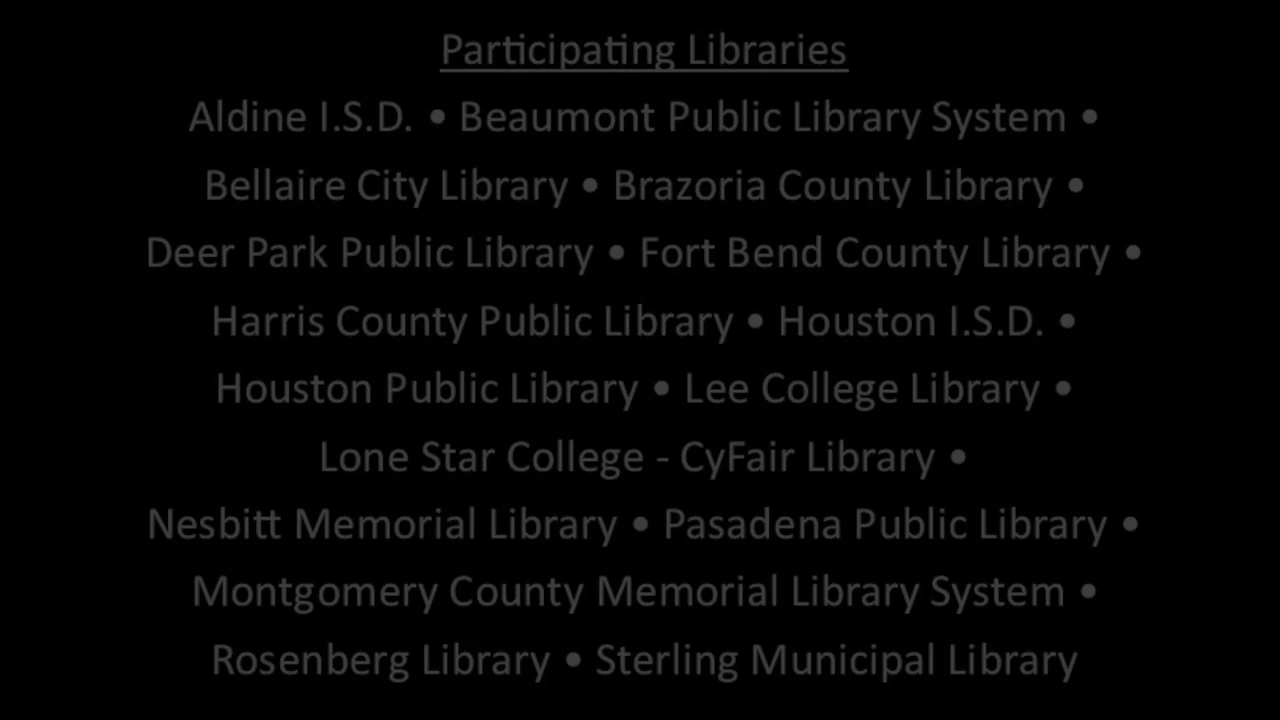 Participating Libraries
Aldine I.S.D. • Beaumont Public Library System •
Bellaire City Library • Brazoria County Library •
Deer Park Public Library • Fort Bend County Library •
Harris County Public Library • Houston I.S.D. •
Houston Public Library • Lee College Library •
Lone Star College - CyFair Library •
Nesbitt Memorial Library • Pasadena Public Library •
Montgomery County Memorial Library System •
Rosenberg Library • Sterling Municipal Library